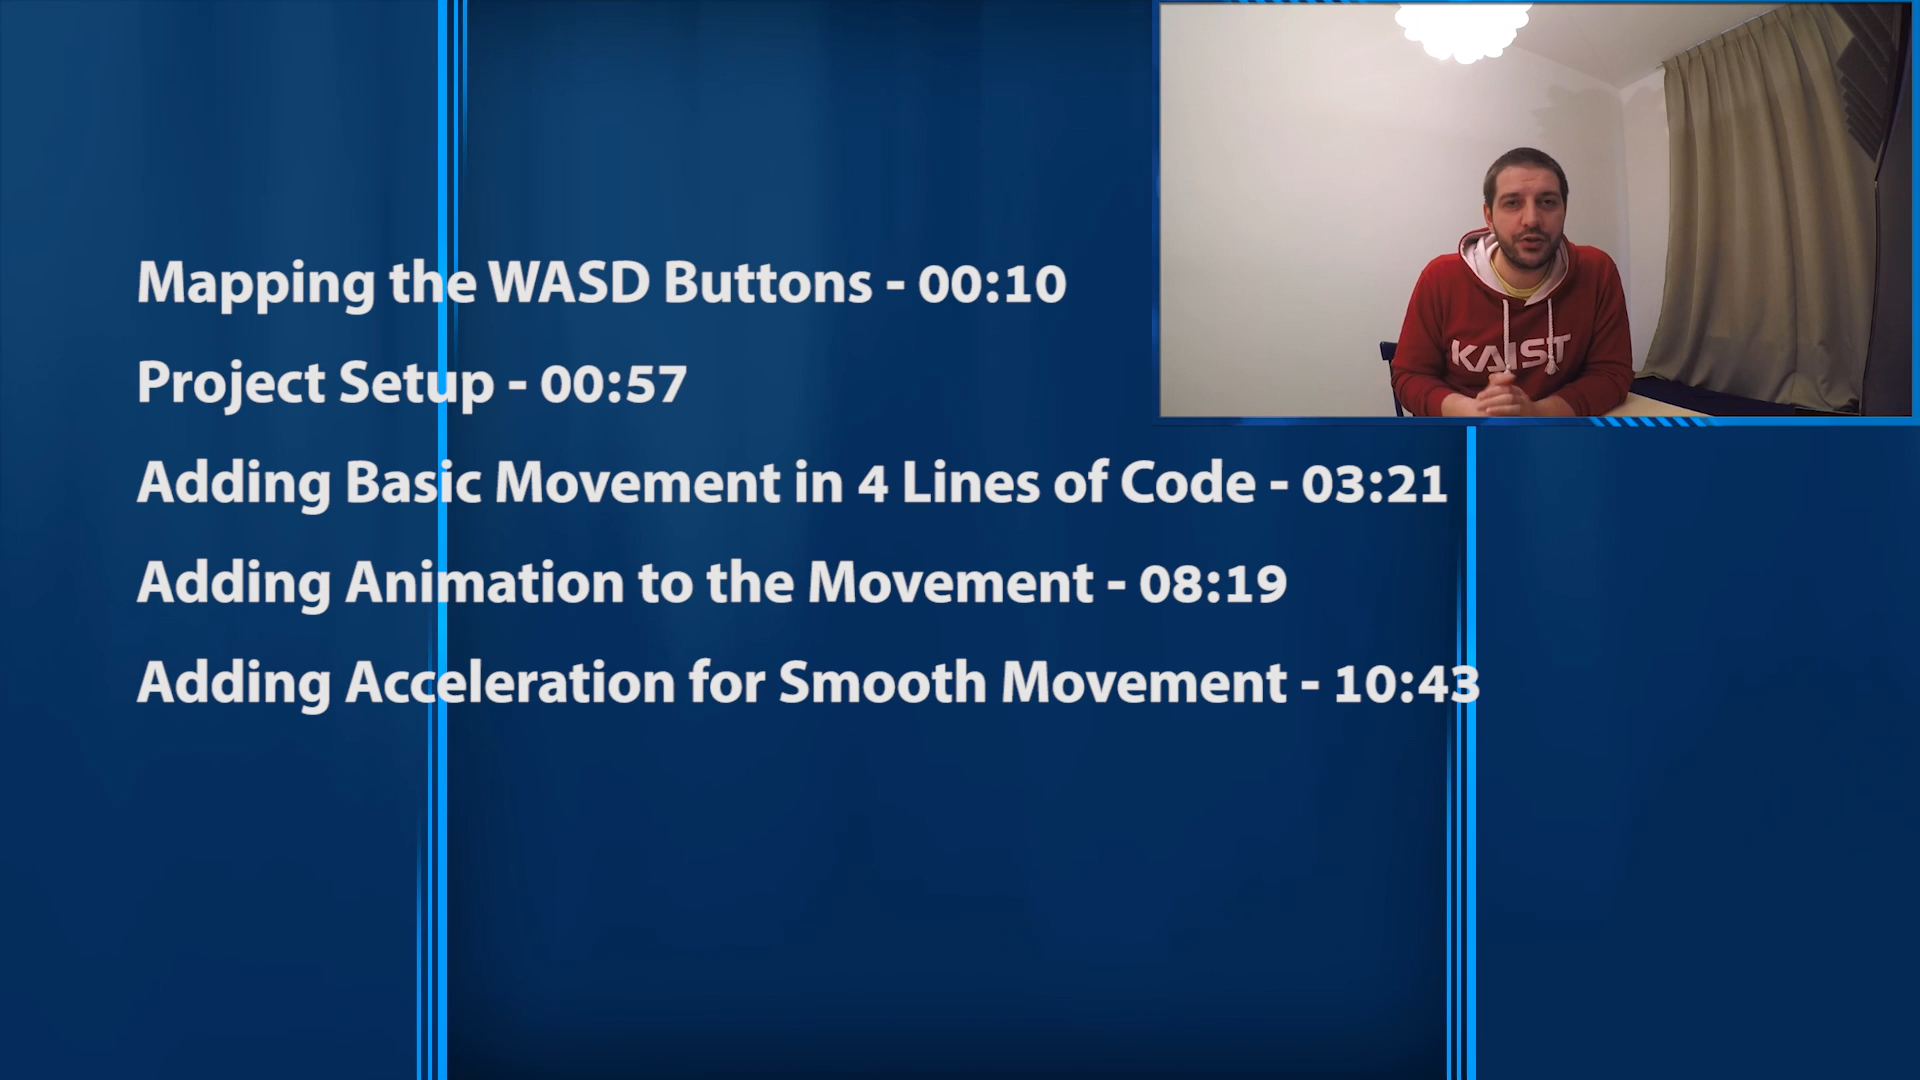 Mapping the WASD Buttons - 00:10
Project Setup - 00:57
Adding Basic Movement in 4 Lines of Code - 03:21
Adding Animation to the Movement - 08:19
Adding Acceleration for Smooth Movement - 10:43
KAIST